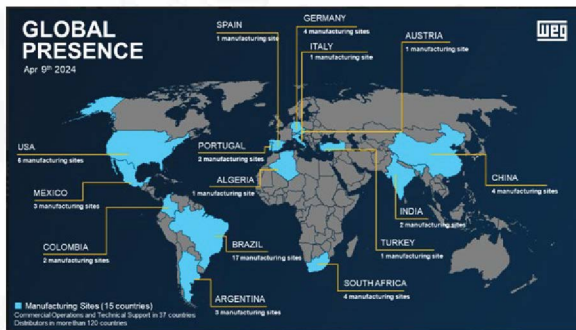 GLOBAL
PRESENCE
Apr 9th 2024
WEG
SPAIN
1 manufacturing site
GERMANY
4 manufacturing sites
ITALY
1 manufacturing site
AUSTRIA
1 manufacturing site
USA
6 manufacturing sites
PORTUGAL
2 manufacturing sites
ALGERIA
1 manufacturing site
MEXICO
3 manufacturing sites
CHINA
4 manufacturing sites
INDIA
2 manufacturing sites
COLOMBIA
2 manufacturing sites
BRAZIL
17 manufacturing sites
TURKEY
1 manufacturing site
SOUTH AFRICA
4 manufacturing sites
ARGENTINA
3 manufacturing sites
Manufacturing Sites (15 countries)
Commercial Operations and Technical Support in 37 countries
Distributors in more than 120 countries